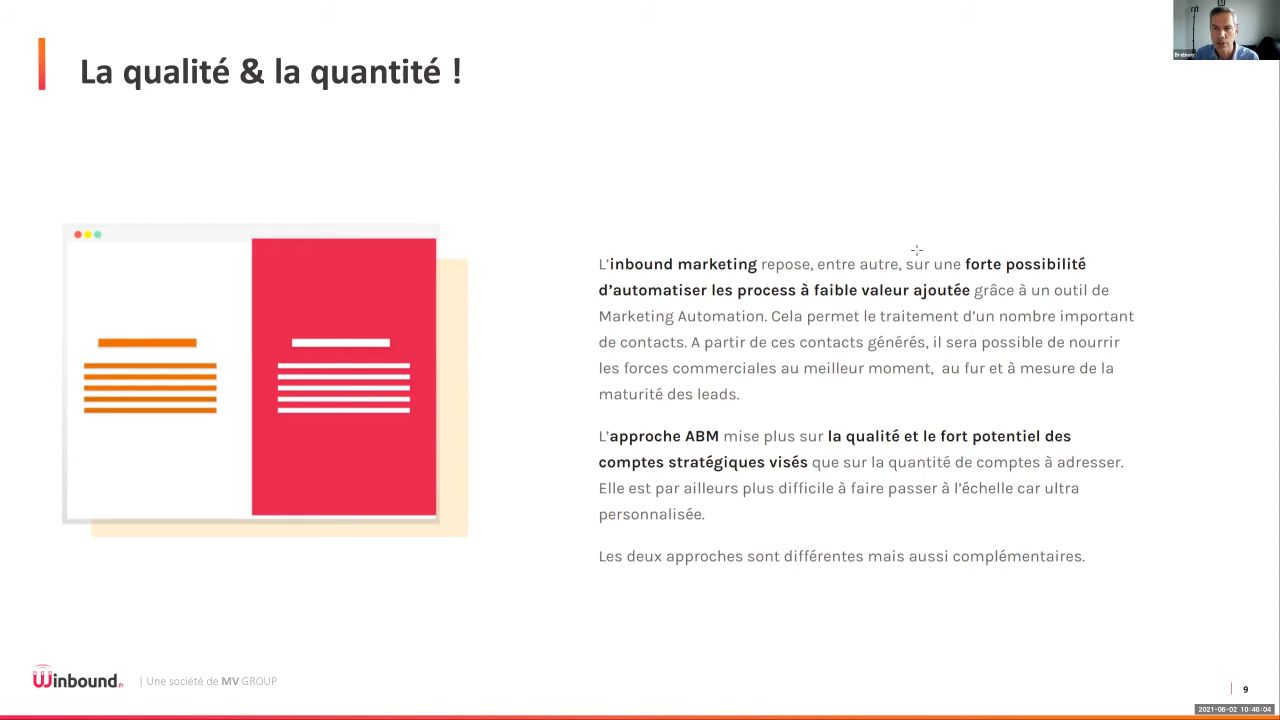 La qualité & la quantité !
L'inbound marketing repose, entre autre, sur une forte possibilité
d'automatiser les process à faible valeur ajoutée grâce à un outil de
Marketing Automation. Cela permet le traitement d'un nombre important
de contacts. A partir de ces contacts générés, il sera possible de nourrir
les forces commerciales au meilleur moment, au fur et à mesure de la
maturité des leads.
L'approche ABM mise plus sur la qualité et le fort potentiel des
comptes stratégiques visés que sur la quantité de comptes à adresser.
Elle est par ailleurs plus difficile à faire passer à l'échelle car ultra
personnalisée.
Les deux approches sont différentes mais aussi complémentaires.
Winbound.fr | Une société de MV GROUP
| 9
2021-06-02 10:46:04